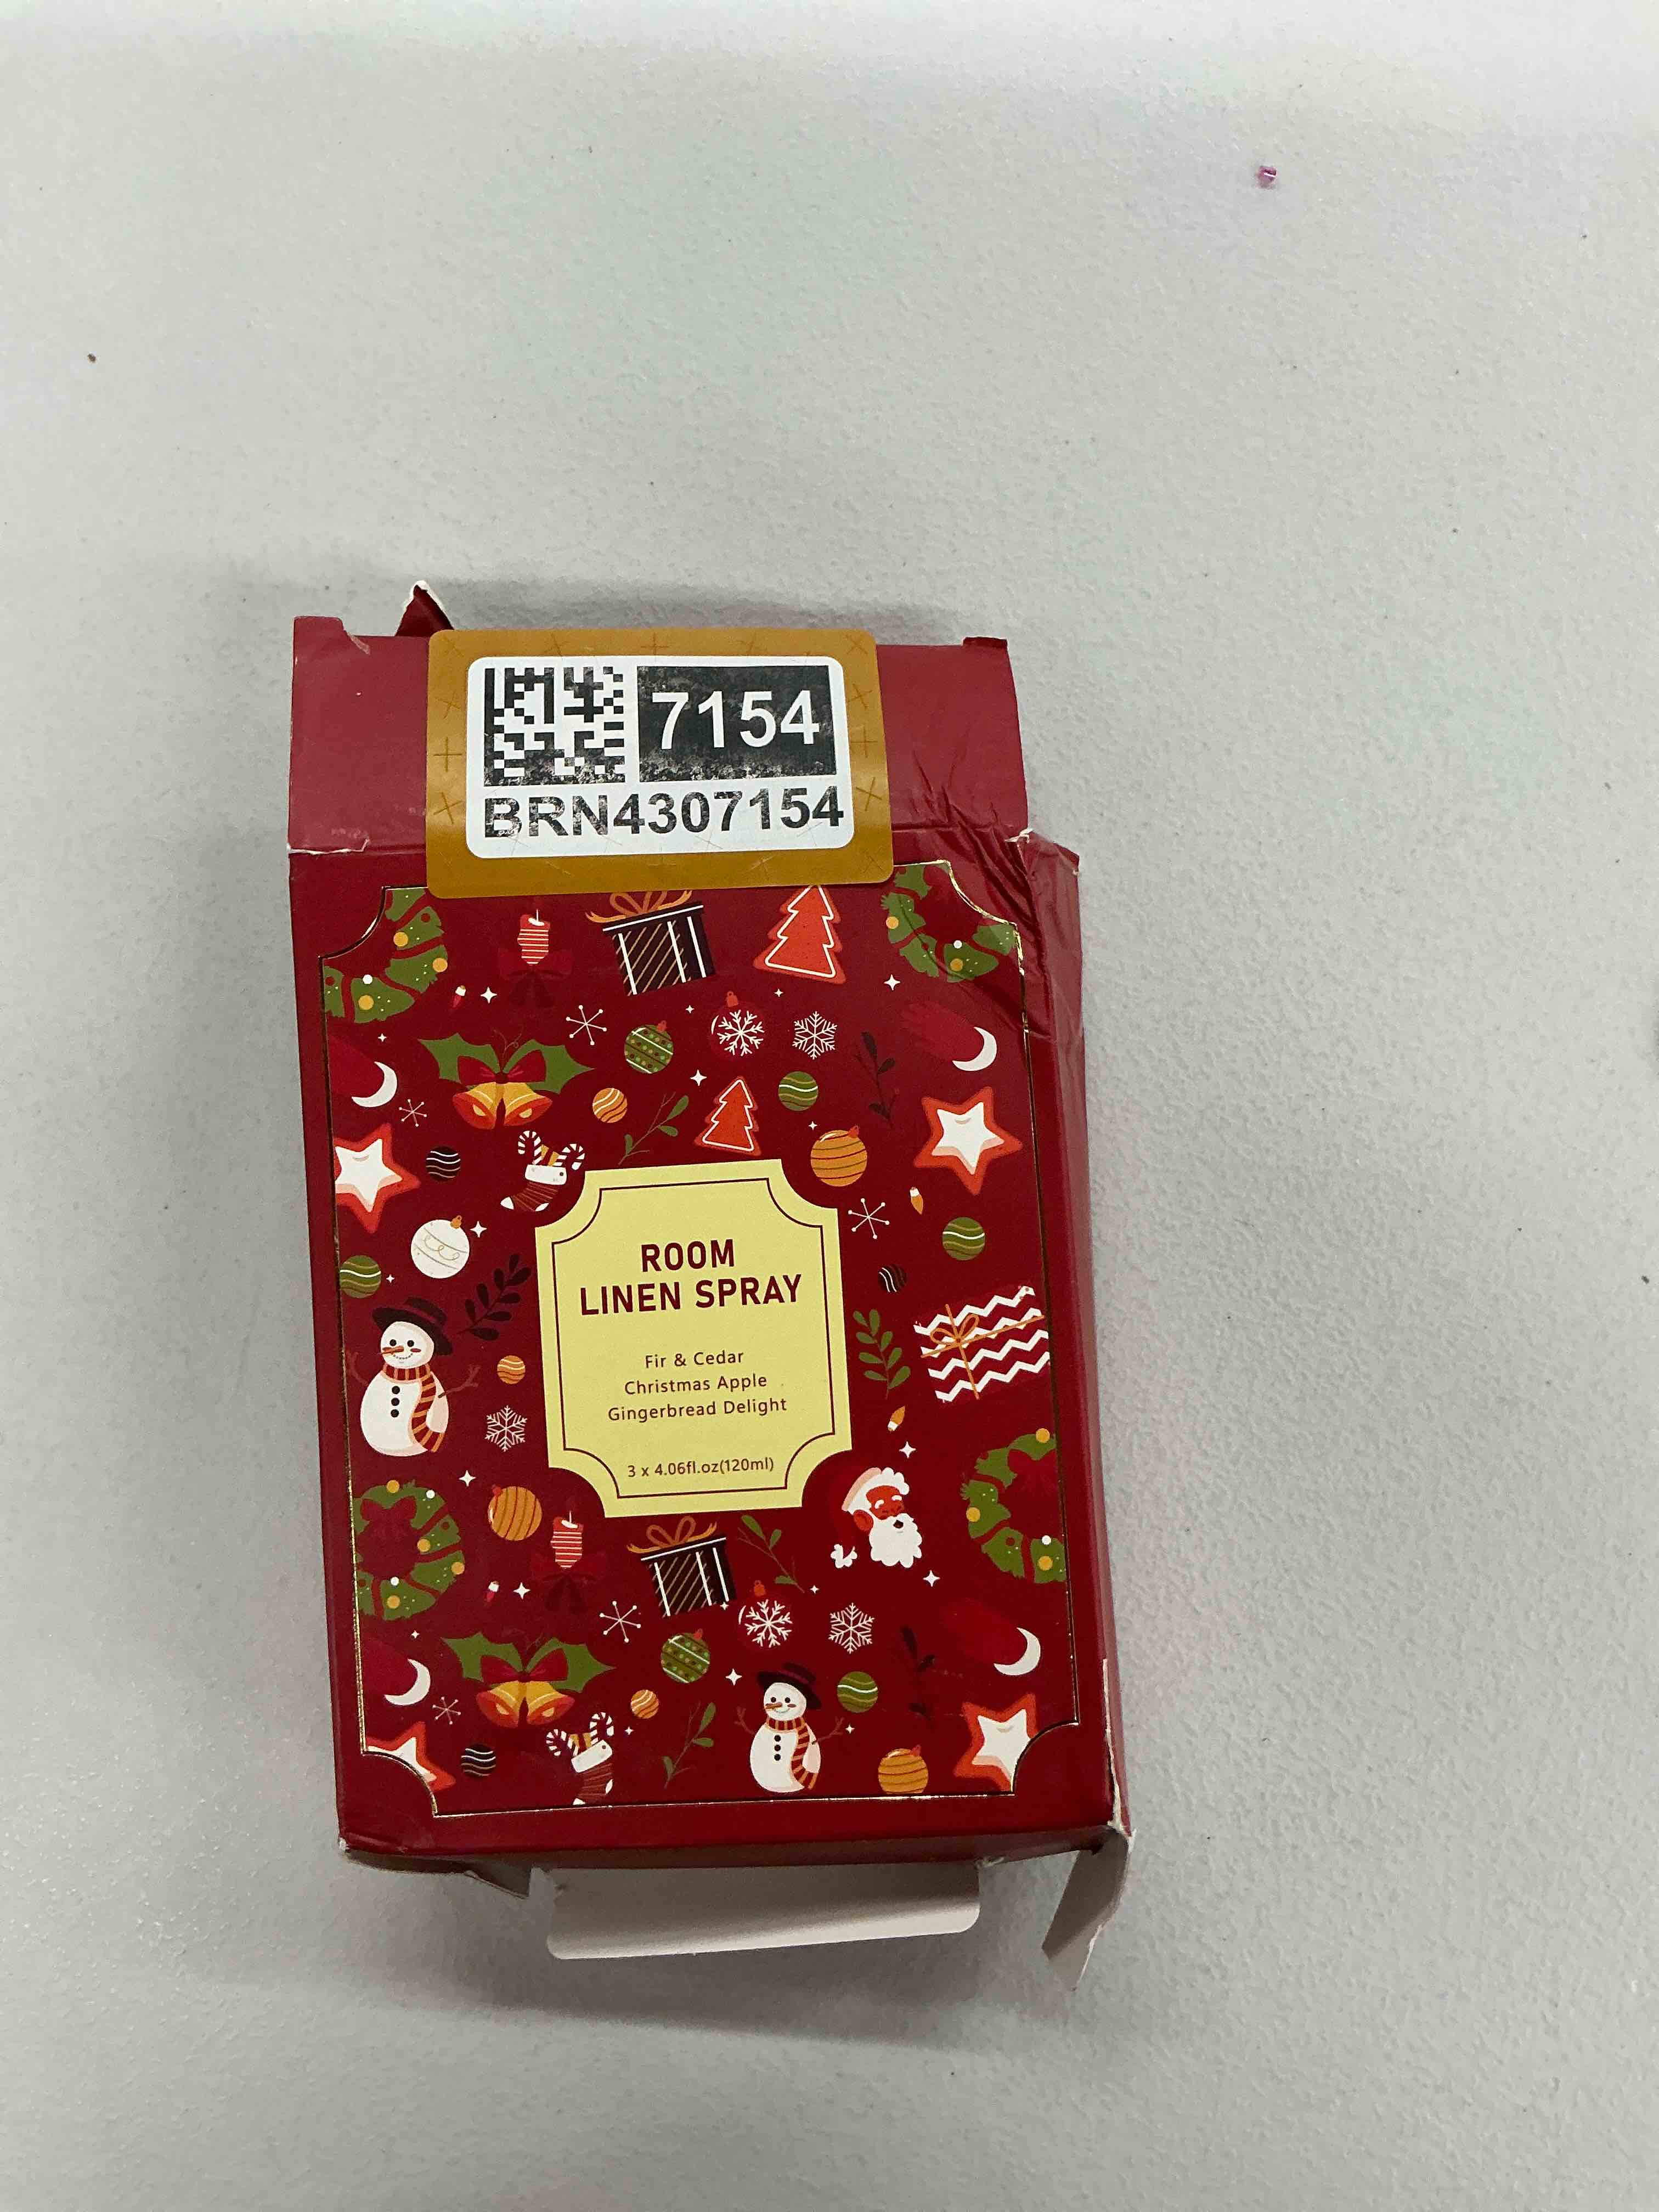 7154
BRN4307154
ROOM
LINEN SPRAY
Fir & Cedar
Christmas Apple
Gingerbread Delight
3 x 4.06fl.oz(120ml)